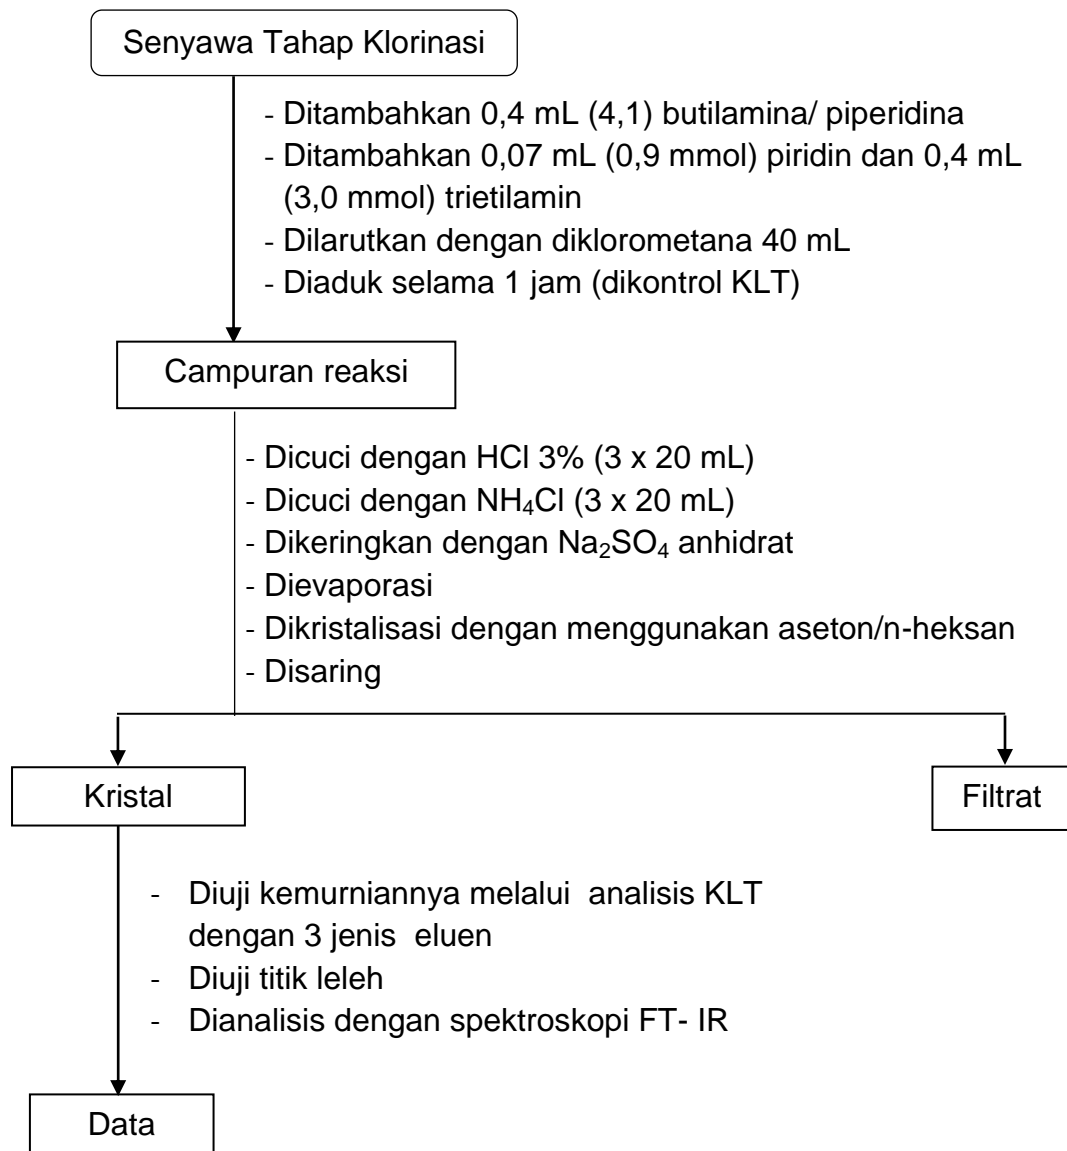 Senyawa Tahap Klorinasi
- Ditambahkan 0,4 mL (4,1) butilamina/ piperidina
- Ditambahkan 0,07 mL (0,9 mmol) piridin dan 0,4 mL
(3,0 mmol) trietilamin
- Dilarutkan dengan diklorometana 40 mL
- Diaduk selama 1 jam (dikontrol KLT)
Campuran reaksi
- Dicuci dengan HCl 3% (3 x 20 mL)
- Dicuci dengan NH₄Cl (3 x 20 mL)
- Dikeringkan dengan Na₂SO₄ anhidrat
- Dievaporasi
- Dikristalisasi dengan menggunakan aseton/n-heksan
- Disaring
Kristal
Filtrat
- Diuji kemurniannya melalui analisis KLT
dengan 3 jenis eluen
- Diuji titik leleh
- Dianalisis dengan spektroskopi FT- IR
Data